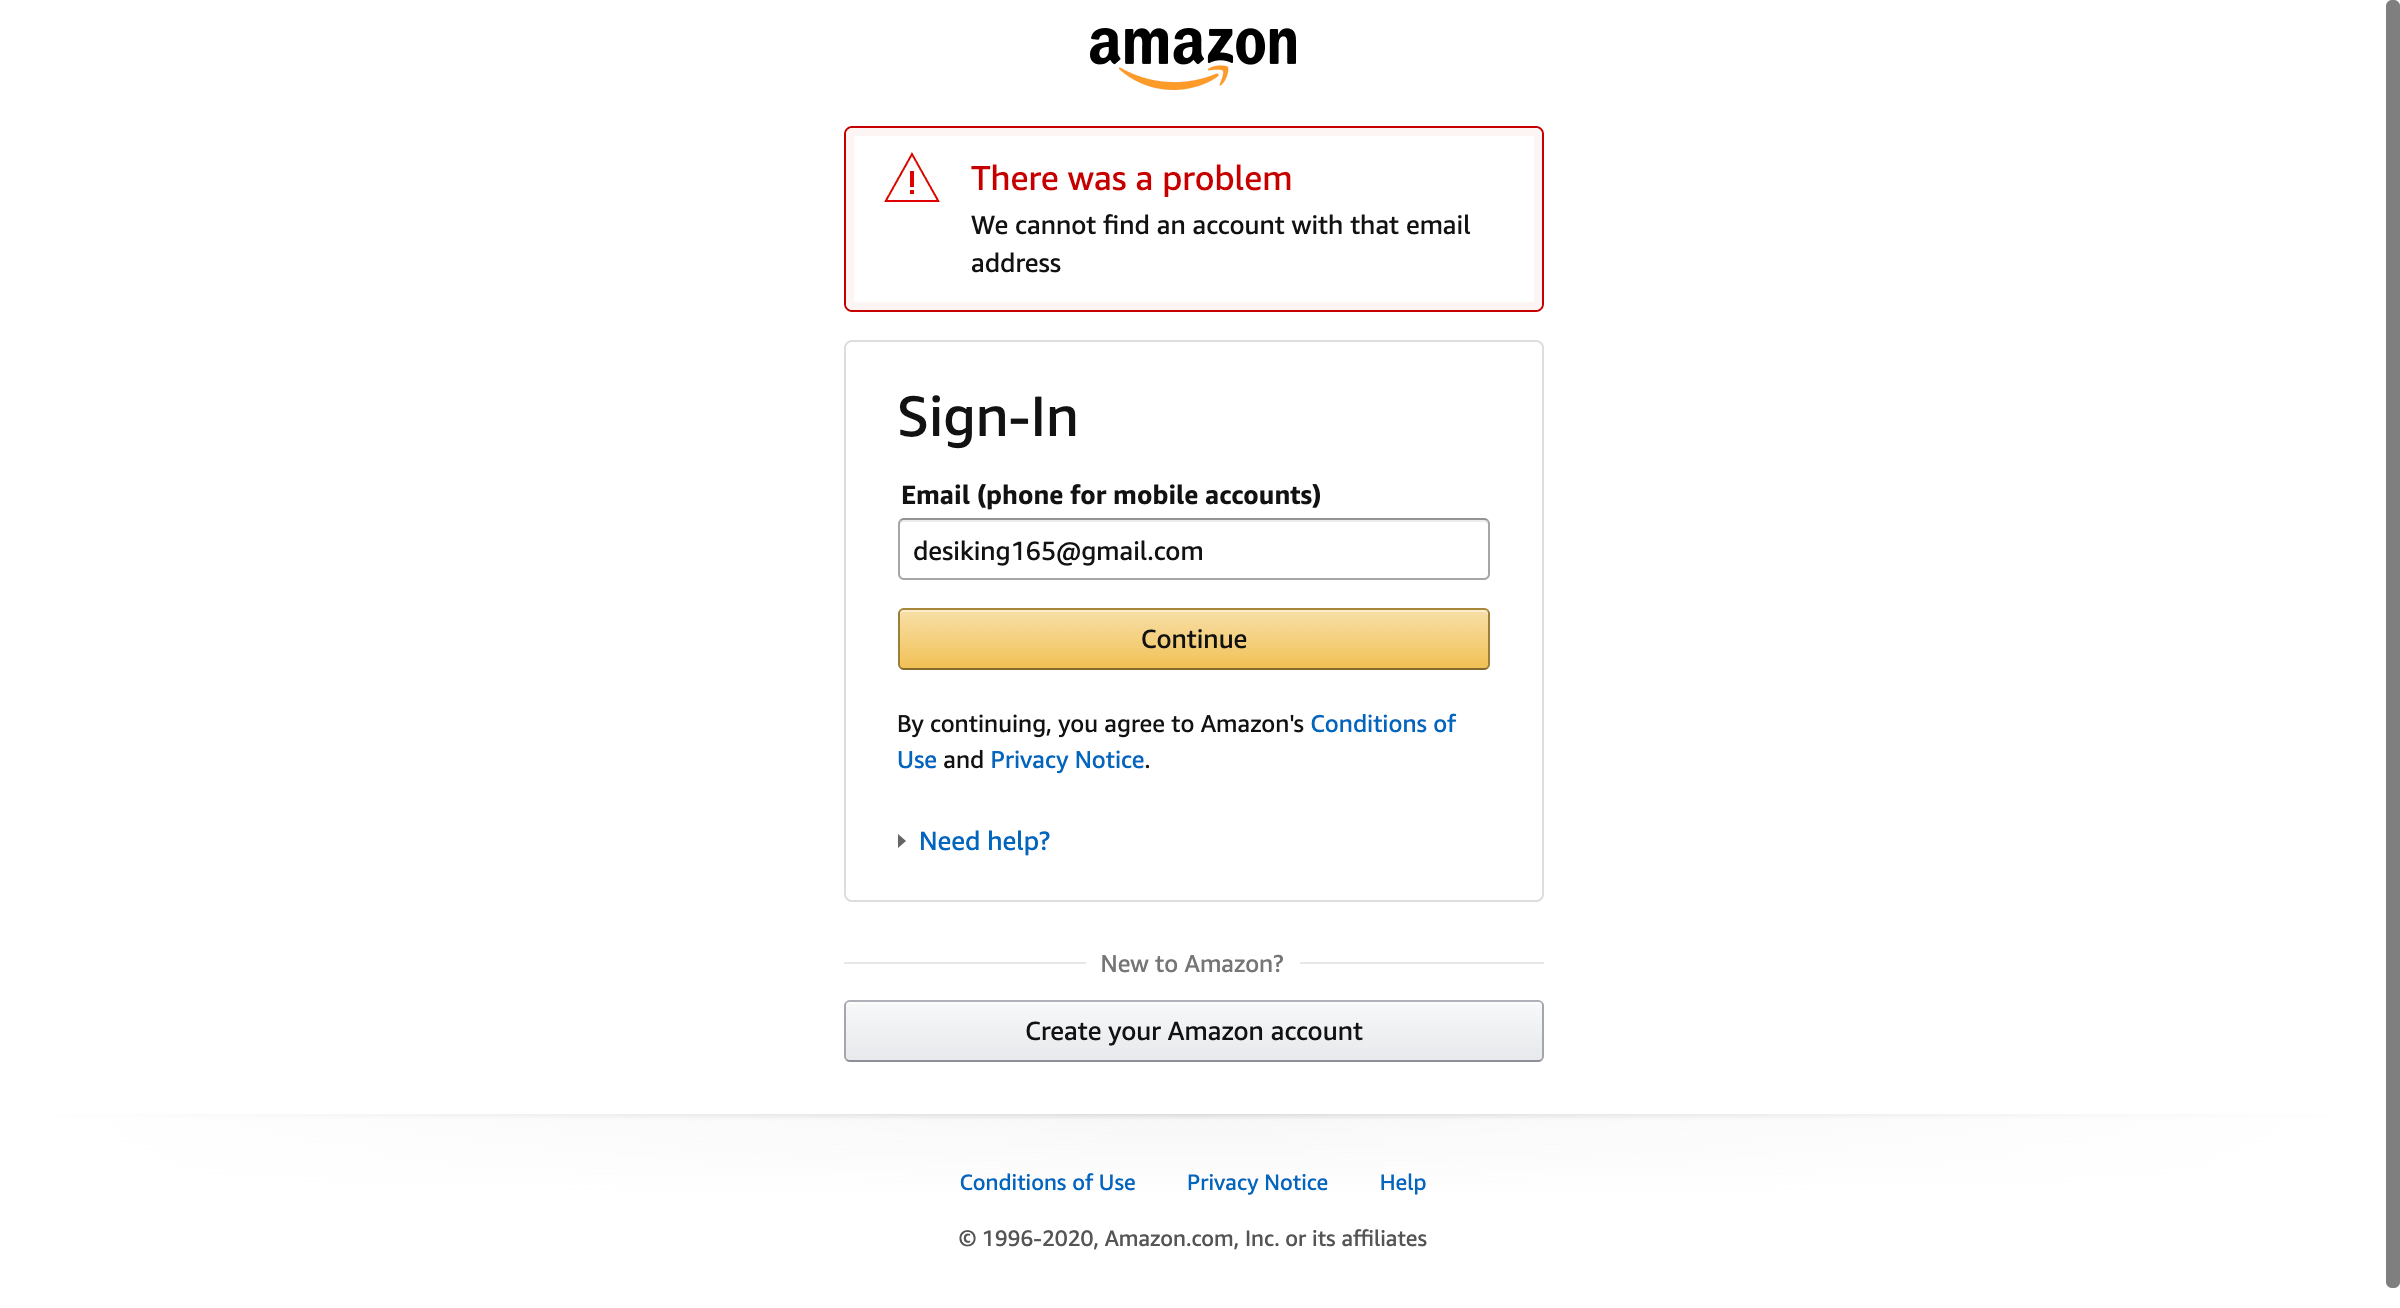 amazon
There was a problem
We cannot find an account with that email
address
Sign-In
Email (phone for mobile accounts)
desiking165@gmail.com
Continue
By continuing, you agree to Amazon's Conditions of
Use and Privacy Notice.
Need help?
New to Amazon?
Create your Amazon account
Conditions of Use Privacy Notice Help
© 1996-2020, Amazon.com, Inc. or its affiliates